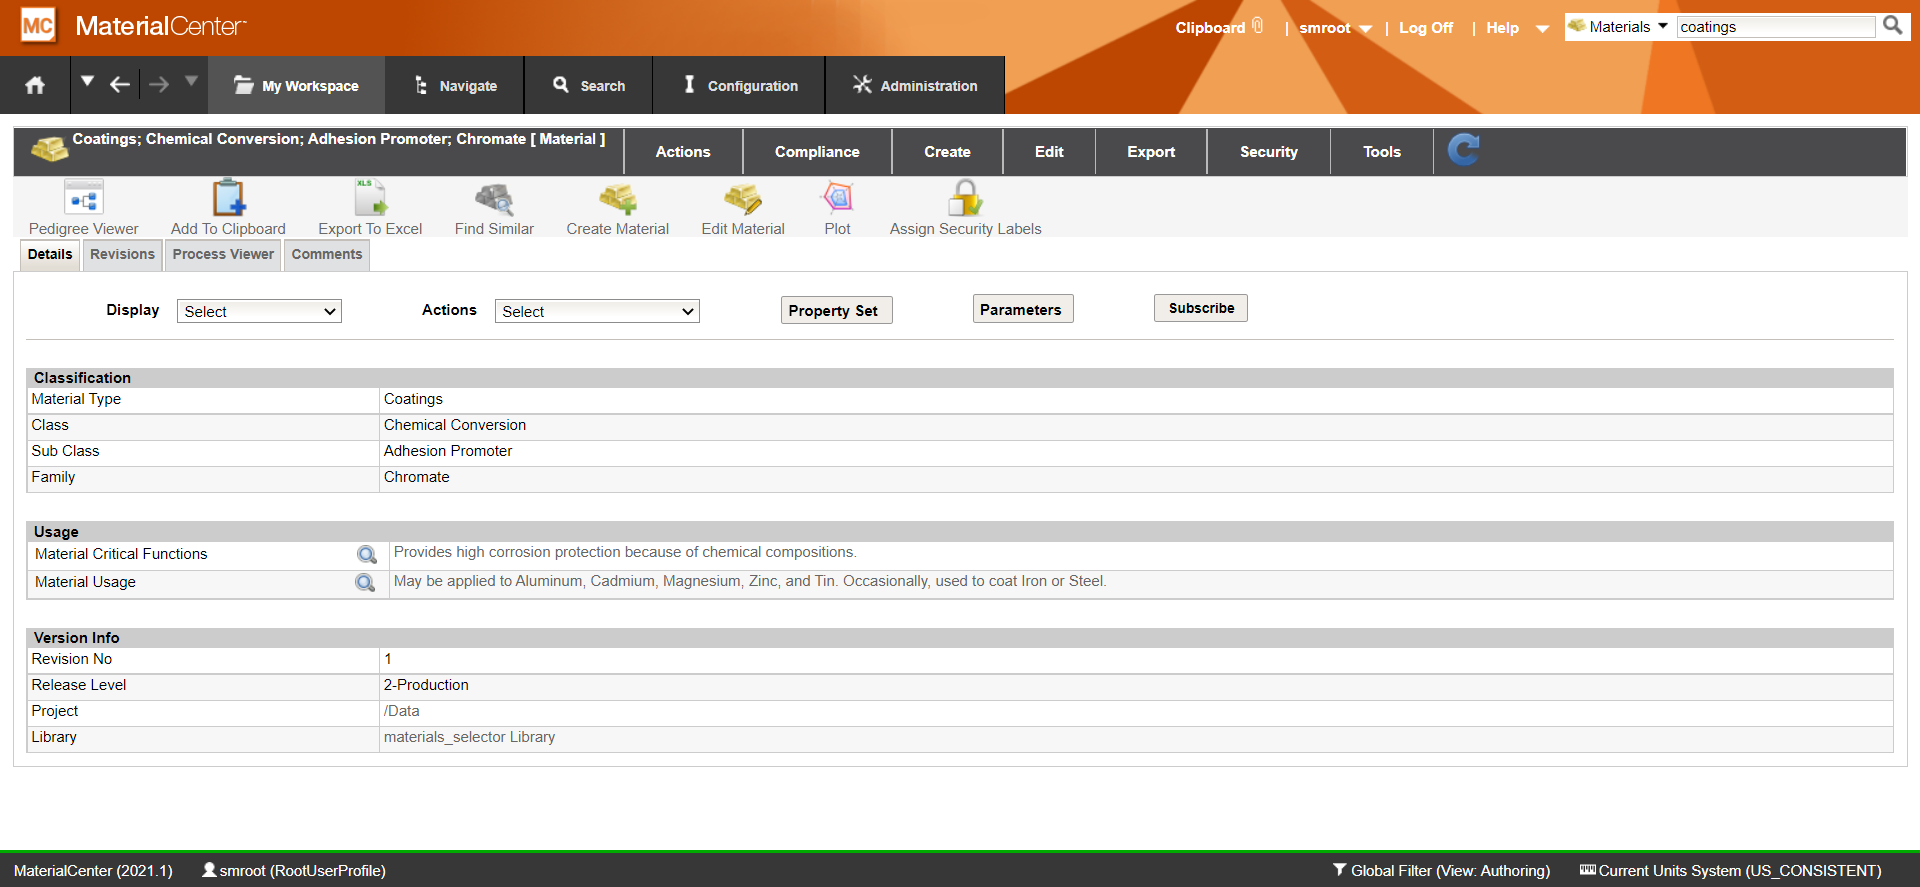 MC MaterialCenter
Clipboard | smroot | Log Off | Help Materials coatings
My Workspace Navigate Search Configuration Administration
Coatings; Chemical Conversion; Adhesion Promoter; Chromate [ Material ] Actions Compliance Create Edit Export Security Tools
XLS
Pedigree Viewer Add To Clipboard Export To Excel Find Similar Create Material Edit Material Plot Assign Security Labels
Details Revisions Process Viewer Comments
Display Select Actions Select Property Set Parameters Subscribe
Classification
Material Type Coatings
Class Chemical Conversion
Sub Class Adhesion Promoter
Family Chromate
Usage
Material Critical Functions Provides high corrosion protection because of chemical compositions.
Material Usage May be applied to Aluminum, Cadmium, Magnesium, Zinc, and Tin. Occasionally, used to coat Iron or Steel.
Version Info
Revision No 1
Release Level 2-Production
Project /Data
Library materials_selector Library
MaterialCenter (2021.1) smroot (RootUserProfile) Global Filter (View: Authoring) Current Units System (US_CONSISTENT)